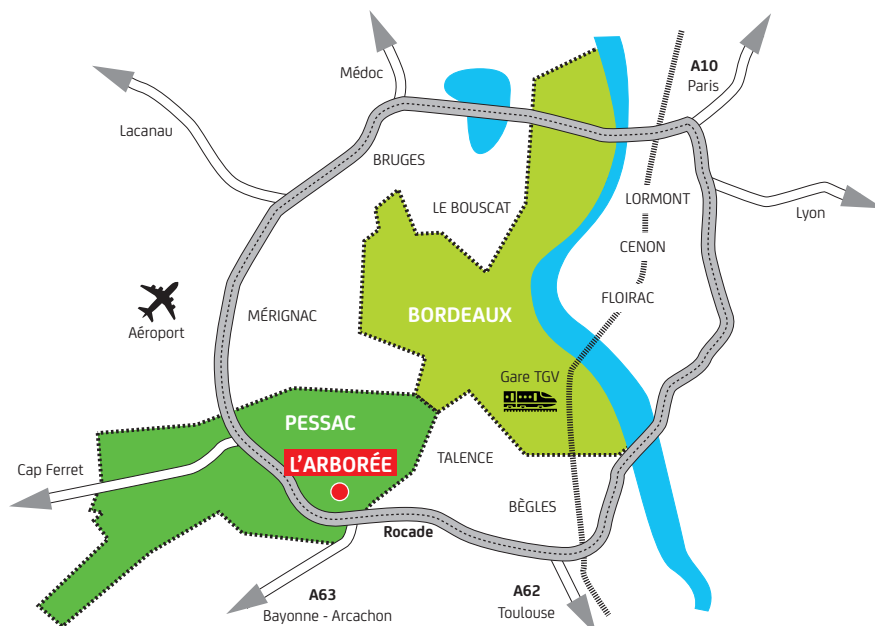 A10
Paris
Médoc
Lacanau
BRUGES
LE BOUSCAT
LORMONT
Lyon
CENON
FLOIRAC
BORDEAUX
MÉRIGNAC
Aéroport
Gare TGV
PESSAC
L'ARBORÉE
TALENCE
Cap Ferret
BÈGLES
Rocade
A63
Bayonne - Arcachon
A62
Toulouse